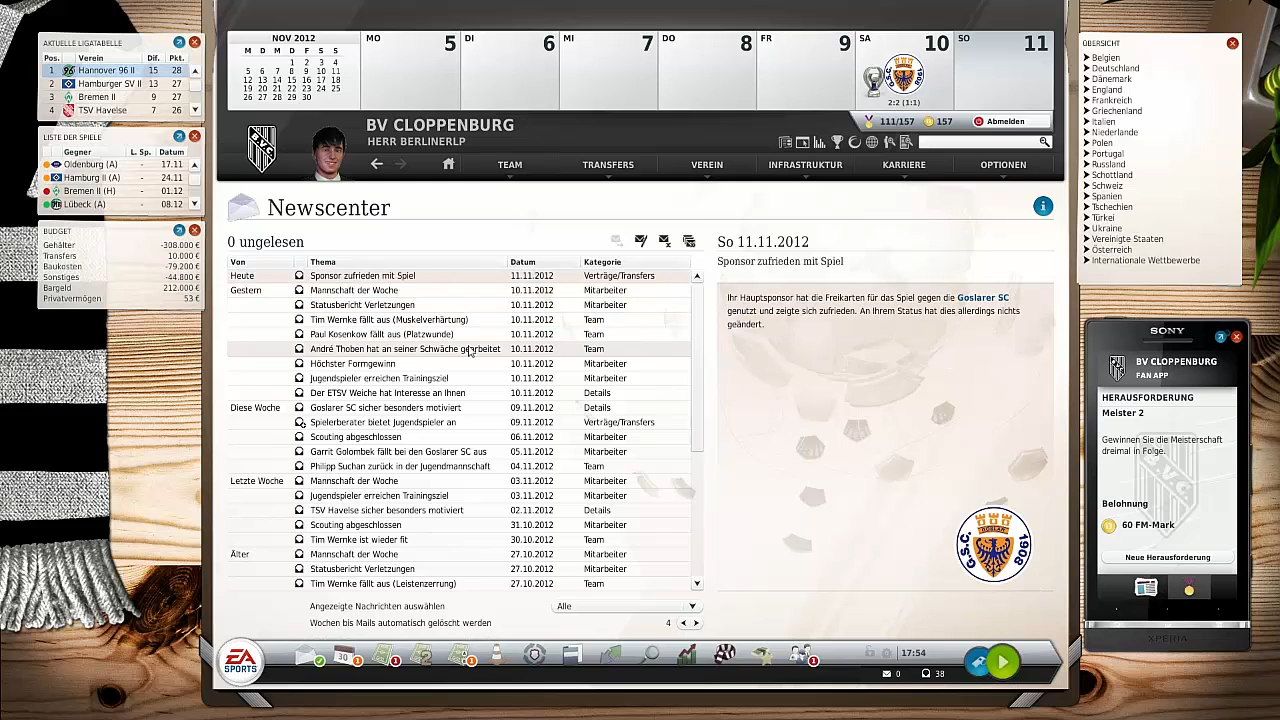 AKTUELLE LIGATABELLE
Pos. Verein Dif. Pkt.
1 Hannover 96 II 15 28
2 Hamburger SV II 13 27
3 Bremen II 9 27
4 TSV Havelse 7 26
LISTE DER SPIELE
Gegner L. Sp. Datum
Oldenburg (A) - 17.11
Hamburg II (A) - 24.11
Bremen II (H) - 01.12
Lübeck (A) - 08.12
BUDGET
Gehälter -308.000 €
Transfers 10.000 €
Baukosten -79.200 €
Sonstiges -44.800 €
Bargeld 212.000 €
Privatvermögen 53 €
NOV 2012
M D M D F S S
1 2 3 4
5 6 7 8 9 10 11
12 13 14 15 16 17 18
19 20 21 22 23 24 25
26 27 28 29 30
MO 5
DI 6
MI 7
DO 8
FR 9
SA 10
2:2 (1:1)
SO 11
BV CLOPPENBURG
HERR BERLINERLP
111/157 157 Abmelden
TEAM TRANSFERS VEREIN INFRASTRUKTUR KARRIERE OPTIONEN
Newscenter
0 ungelesen
Von Thema Datum Kategorie
Heute Sponsor zufrieden mit Spiel 11.11.2012 Verträge/Transfers
Gestern Mannschaft der Woche 10.11.2012 Mitarbeiter
Statusbericht Verletzungen 10.11.2012 Mitarbeiter
Tim Wernke fällt aus (Muskelverhärtung) 10.11.2012 Team
Paul Kosenkow fällt aus (Platzwunde) 10.11.2012 Team
André Thoben hat an seiner Schwäche gearbeitet 10.11.2012 Team
Höchster Formgewinn 10.11.2012 Mitarbeiter
Jugendspieler erreichen Trainingsziel 10.11.2012 Mitarbeiter
Der ETSV Weiche hat Interesse an Ihnen 10.11.2012 Details
Diese Woche Goslarer SC sicher besonders motiviert 09.11.2012 Details
Spielerberater bietet Jugendspieler an 09.11.2012 Verträge/Transfers
Scouting abgeschlossen 06.11.2012 Mitarbeiter
Garrit Golombek fällt bei den Goslarer SC aus 05.11.2012 Mitarbeiter
Philipp Suchan zurück in der Jugendmannschaft 04.11.2012 Team
Letzte Woche Mannschaft der Woche 03.11.2012 Mitarbeiter
Jugendspieler erreichen Trainingsziel 03.11.2012 Mitarbeiter
TSV Havelse sicher besonders motiviert 02.11.2012 Details
Scouting abgeschlossen 31.10.2012 Mitarbeiter
Tim Wernke ist wieder fit 30.10.2012 Team
Älter Mannschaft der Woche 27.10.2012 Mitarbeiter
Statusbericht Verletzungen 27.10.2012 Mitarbeiter
Tim Wernke fällt aus (Leistenzerrung) 27.10.2012 Team
Angezeigte Nachrichten auswählen Alle
Wochen bis Mails automatisch gelöscht werden 4
So 11.11.2012
Sponsor zufrieden mit Spiel
Ihr Hauptsponsor hat die Freikarten für das Spiel gegen die Goslarer SC
genutzt und zeigte sich zufrieden. An Ihrem Status hat dies allerdings nichts
geändert.
GOSLAR
G.S.C. 1908
EA
SPORTS
30 1 1 2 1 1
17:54
0 38
ÜBERSICHT
Belgien
Deutschland
Dänemark
England
Frankreich
Griechenland
Italien
Niederlande
Polen
Portugal
Russland
Schottland
Schweiz
Spanien
Tschechien
Türkei
Ukraine
Vereinigte Staaten
Österreich
Internationale Wettbewerbe
SONY
BV CLOPPENBURG
FAN APP
HERAUSFORDERUNG
Meister 2
Gewinnen Sie die Meisterschaft
dreimal in Folge.
Belohnung
60 FM-Mark
Neue Herausforderung
XPERIA